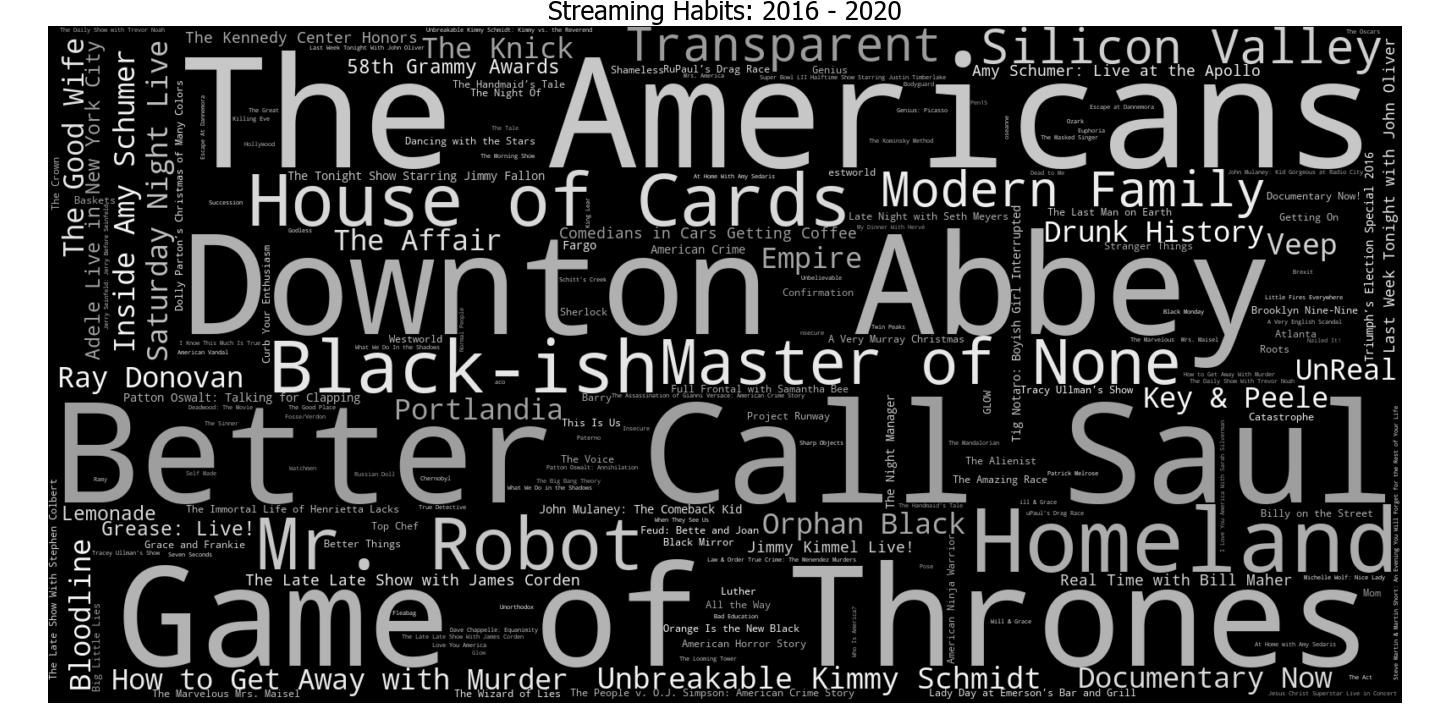 Streaming Habits: 2016 - 2020
The Daily Show with Trevor Noah
Unbreakable Kimmy Schmidt: Kimmy vs. the Reverend
The Oscars
The Kennedy Center Honors
Last Week Tonight With John Oliver
The Knick
Transparent
Silicon Valley
58th Grammy Awards
Shameless
RuPaul's Drag Race
Genius
Mrs. America
Super Bowl LII Halftime Show Starring Justin Timberlake
Amy Schumer: Live at the Apollo
The Good Wife
Adele Live in New York City
Inside Amy Schumer
Saturday Night Live
Dolly Parton's Christmas of Many Colors
Escape At Dannemora
The Americans
The Handmaid's Tale
The Night Of
Bodyguard
Pen15
Genius: Picasso
Escape at Dannemora
Ozark
Euphoria
The Masked Singer
oseanne
The Great
Killing Eve
Hollywood
The Tale
Dancing with the Stars
The Morning Show
The Kominsky Method
Last Week Tonight with John Oliver
The Crown
Baskets
Jerry Seinfeld: Jerry Before Seinfeld
The Tonight Show Starring Jimmy Fallon
At Home With Amy Sedaris
estworld
Dead to Me
John Mulaney: Kid Gorgeous at Radio City
Triumph's Election Special 2016
House of Cards
Modern Family
Succession
Godless
King Lear
Documentary Now!
Late Night with Seth Meyers
The Last Man on Earth
Getting On
My Dinner With Hervé
The Affair
Comedians in Cars Getting Coffee
Fargo
American Crime
Empire
Drunk History
Stranger Things
Veep
Tig Notaro: Boyish Girl Interrupted
Downton Abbey
Curb Your Enthusiasm
Schitt's Creek
Unbelievable
Confirmation
Brexit
Little Fires Everywhere
Sherlock
Black Monday
Brooklyn Nine-Nine
Normal People
nsecure
Twin Peaks
A Very English Scandal
Atlanta
Nailed It!
I Know This Much Is True
American Vandal
Westworld
What We Do In the Shadows
A Very Murray Christmas
The Marvelous Mrs. Maisel
Roots
Black-ish
Master of None
UnReal
Ray Donovan
aco
How to Get Away With Murder
The Daily Show With Trevor Noah
Full Frontal with Samantha Bee
Tracy Ullman's Show
Patton Oswalt: Talking for Clapping
Barry
The Assassination of Gianni Versace: American Crime Story
GLOW
Key & Peele
Deadwood: The Movie
The Good Place
Fosse/Verdon
Portlandia
Project Runway
The Night Manager
Catastrophe
The Sinner
This Is Us
Insecure
Paterno
Sharp Objects
The Mandalorian
I Love You America With Sarah Silverman
Better Call Saul
Watchmen
The Voice
Patton Oswalt: Annihilation
The Alienist
Self Made
Ramy
Russian Doll
Chernobyl
The Big Bang Theory
What We Do in the Shadows
The Amazing Race
Patrick Melrose
Steve Martin & Martin Short: An Evening You Will Forget for the Rest of Your Life
The Late Show With Stephen Colbert
Lemonade
The Immortal Life of Henrietta Lacks
True Detective
John Mulaney: The Comeback Kid
The Handmaid's Tale
ill & Grace
uPaul's Drag Race
Billy on the Street
Grease: Live!
Top Chef
When They See Us
Feud: Bette and Joan
Orphan Black
Mr. Robot
Homeland
Grace and Frankie
Better Things
Black Mirror
Jimmy Kimmel Live!
Tracey Ullman's Show
Seven Seconds
Law & Order True Crime: The Menendez Murders
Pose
American Ninja Warrior
Bloodline
Big Little Lies
The Late Late Show with James Corden
Real Time with Bill Maher
Michelle Wolf: Nice Lady
Game of Thrones
Luther
Mom
All the Way
Unorthodox
Fleabag
Bad Education
Who Is America?
Will & Grace
Dave Chappelle: Equanimity
The Late Late Show With James Corden
Love You America
Glow
Orange Is the New Black
American Horror Story
At Home with Amy Sedaris
The Looming Tower
How to Get Away with Murder
Unbreakable Kimmy Schmidt
Documentary Now
The Act
The Marvelous Mrs. Maisel
The Wizard of Lies
The People v. O.J. Simpson: American Crime Story
Lady Day at Emerson's Bar and Grill
Jesus Christ Superstar Live in Concert